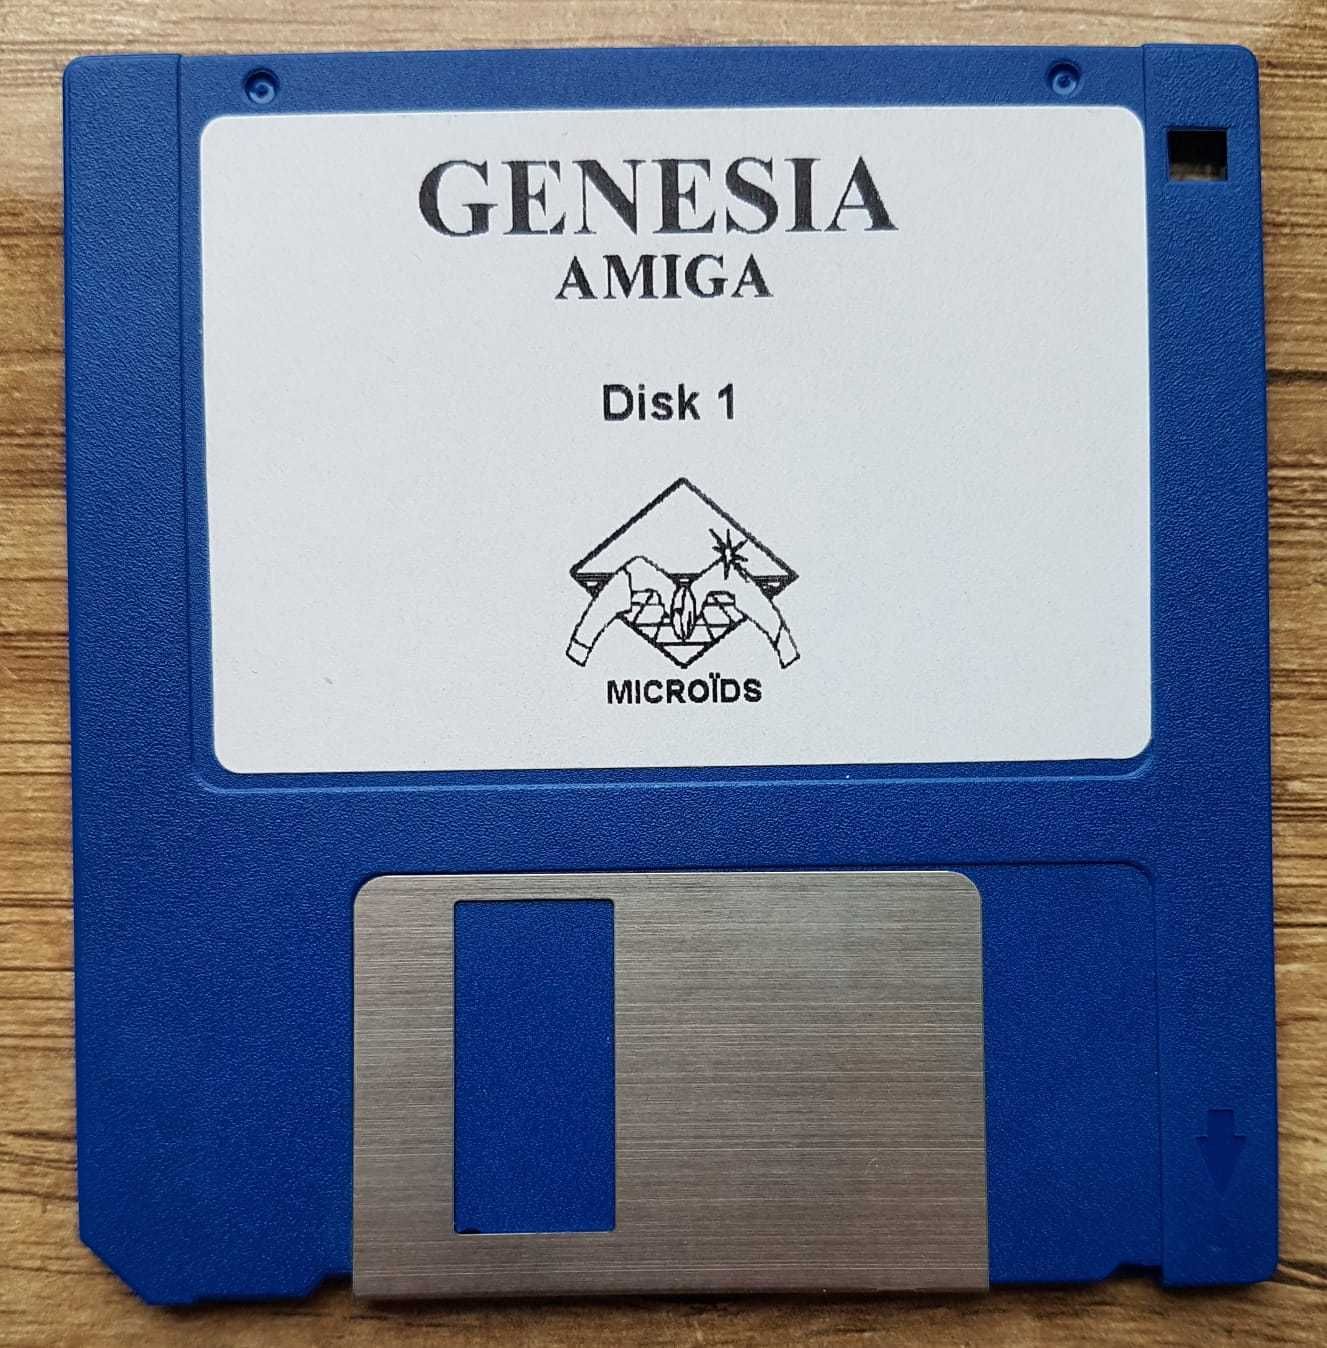 GENESIA
AMIGA
Disk 1
MICROÏDS